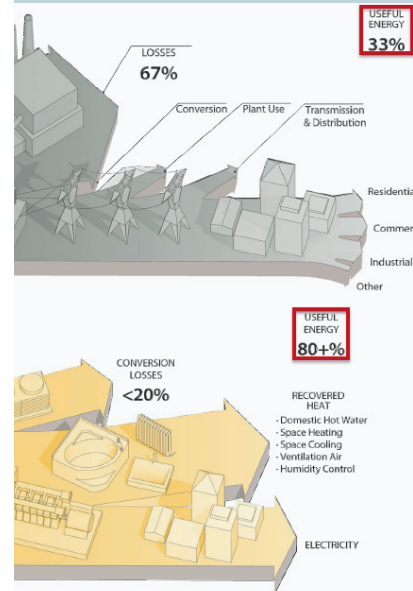 USEFUL
ENERGY
33%
LOSSES
67%
Conversion
Plant Use
Transmission
& Distribution
Residentia
Commer
Industrial
Other
USEFUL
ENERGY
80+%
CONVERSION
LOSSES
<20%
RECOVERED
HEAT
· Domestic Hot Water
· Space Heating
· Space Cooling
· Ventilation Air
· Humidity Control
ELECTRICITY